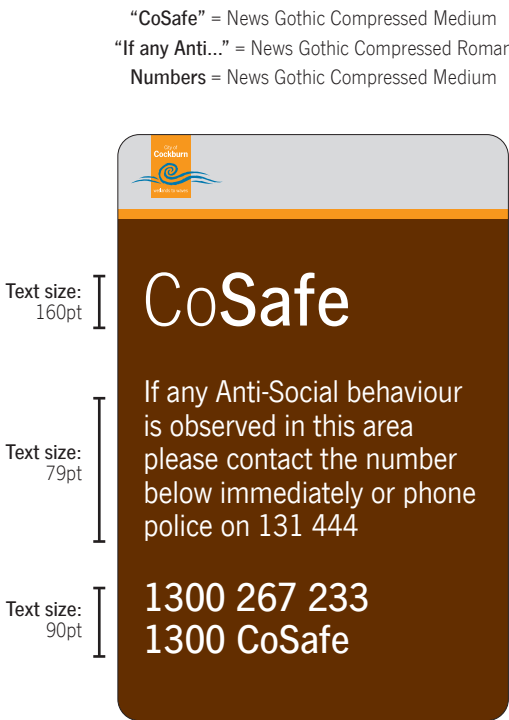 “CoSafe” = News Gothic Compressed Medium
“If any Anti...” = News Gothic Compressed Roman
Numbers = News Gothic Compressed Medium
City of
Cockburn
wetlands to waves
Text size:
160pt
CoSafe
Text size:
79pt
If any Anti-Social behaviour
is observed in this area
please contact the number
below immediately or phone
police on 131 444
Text size:
90pt
1300 267 233
1300 CoSafe